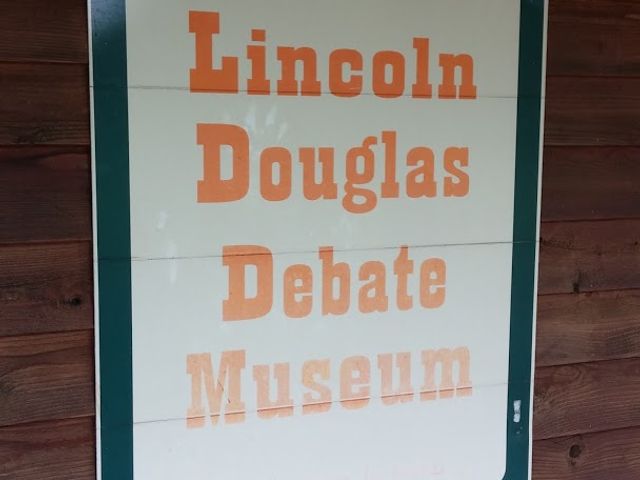 Lincoln
Douglas
Debate
Museum